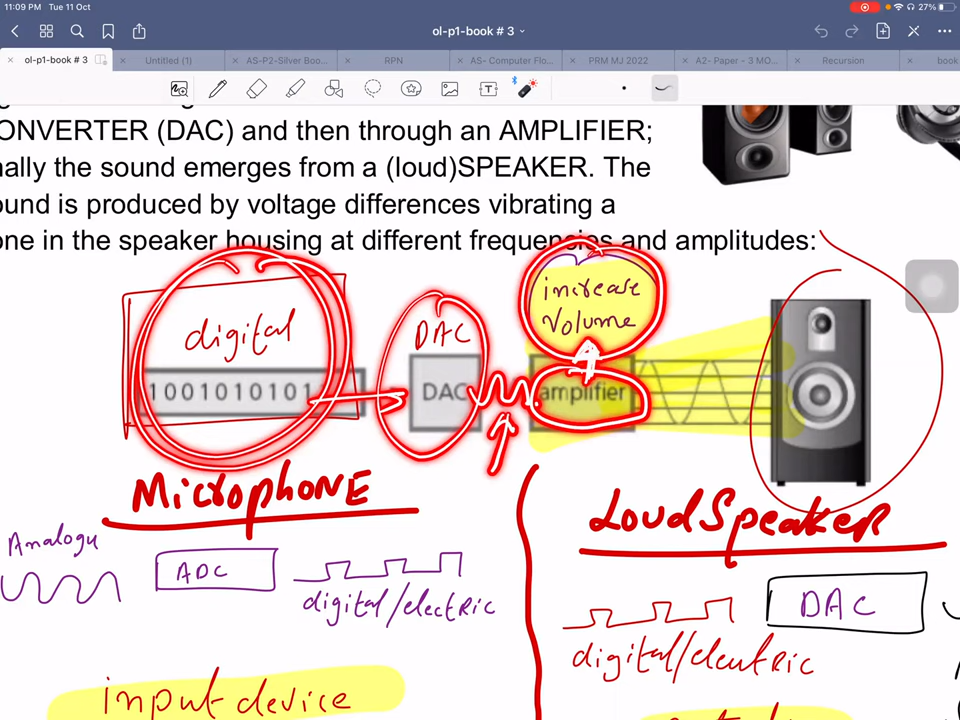 11:09 PM Tue 11 Oct
27%
ol-p1-book # 3
ol-p1-book # 3
Untitled (1)
AS-P2-Silver Boo...
RPN
AS- Computer Flo...
PRM MJ 2022
A2- Paper - 3 MO...
Recursion
book
ONVERTER (DAC) and then through an AMPLIFIER;
nally the sound emerges from a (loud)SPEAKER. The
ound is produced by voltage differences vibrating a
one in the speaker housing at different frequencies and amplitudes:
increase
Volume
digital
DAC
1001010101
DAC
amplifier
MicrophONE
LoudSpeakeR
Analogu
ADC
digital/electRic
DAC
digital/electRic
input device